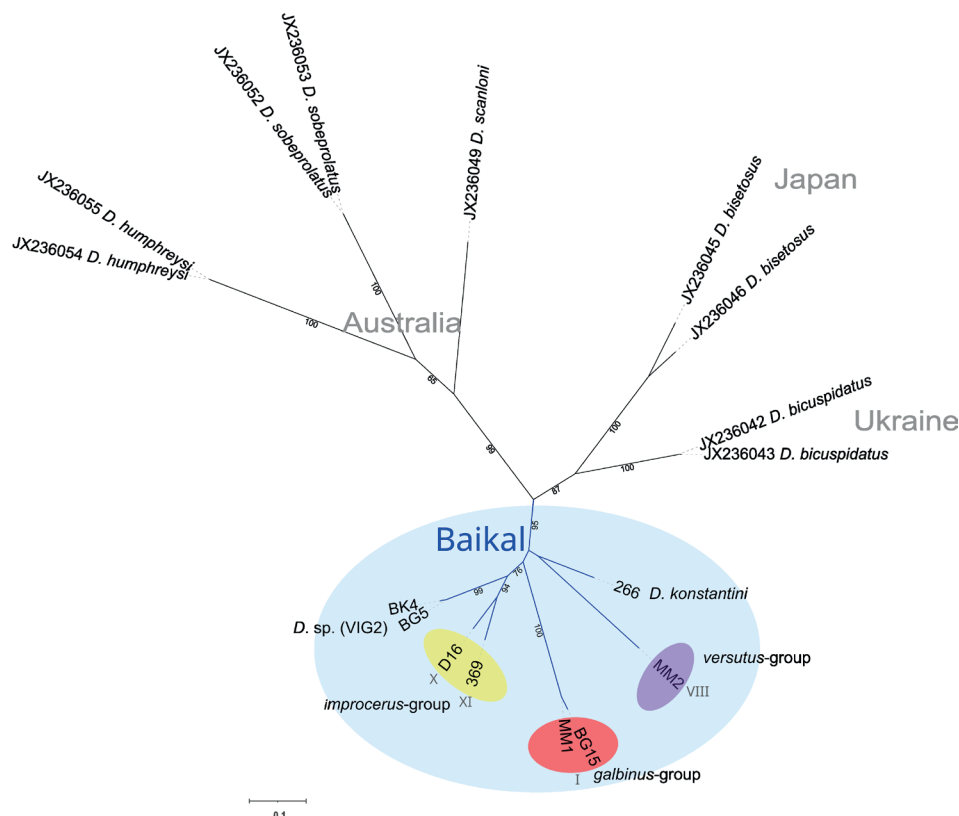 JX236053 D. sobeprolatus
JX236052 D. sobeprolatus
JX236049 D. scanloni
JX236055 D. humphreysi
JX236054 D. humphreysi
JX236045 D. bisetosus
Japan
JX236046 D. bisetosus
100
100
Australia
65
99
100
JX236042 D. bicuspidatus
Ukraine
JX236043 D. bicuspidatus
100
87
95
Baikal
76
99
94
266 D. konstantini
BK4
BG5
D. sp. (VIG2)
100
D16
369
X
XI
improcerus-group
MM2
versutus-group
VIII
MM1
BG15
I
galbinus-group
0.1